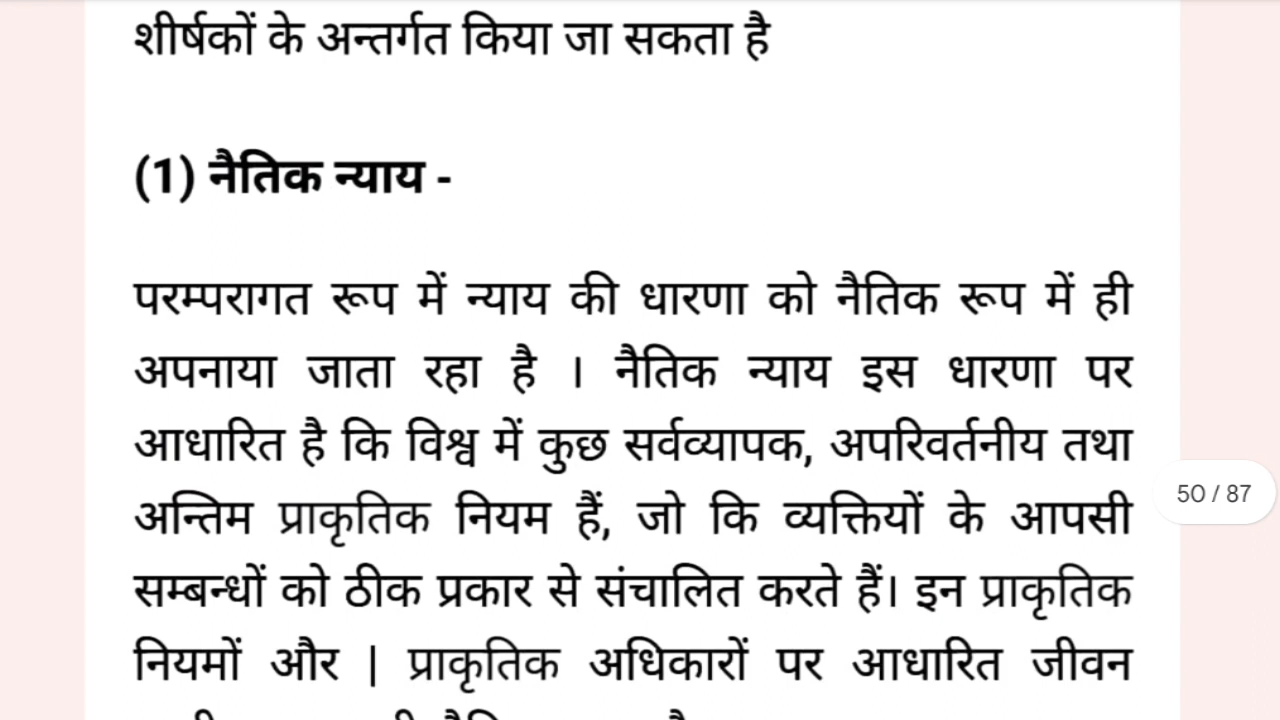 शीर्षकों के अन्तर्गत किया जा सकता है
(1) नैतिक न्याय -
परम्परागत रूप में न्याय की धारणा को नैतिक रूप में ही
अपनाया जाता रहा है । नैतिक न्याय इस धारणा पर
आधारित है कि विश्व में कुछ सर्वव्यापक, अपरिवर्तनीय तथा
अन्तिम प्राकृतिक नियम हैं, जो कि व्यक्तियों के आपसी
सम्बन्धों को ठीक प्रकार से संचालित करते हैं। इन प्राकृतिक
नियमों और | प्राकृतिक अधिकारों पर आधारित जीवन
50 / 87